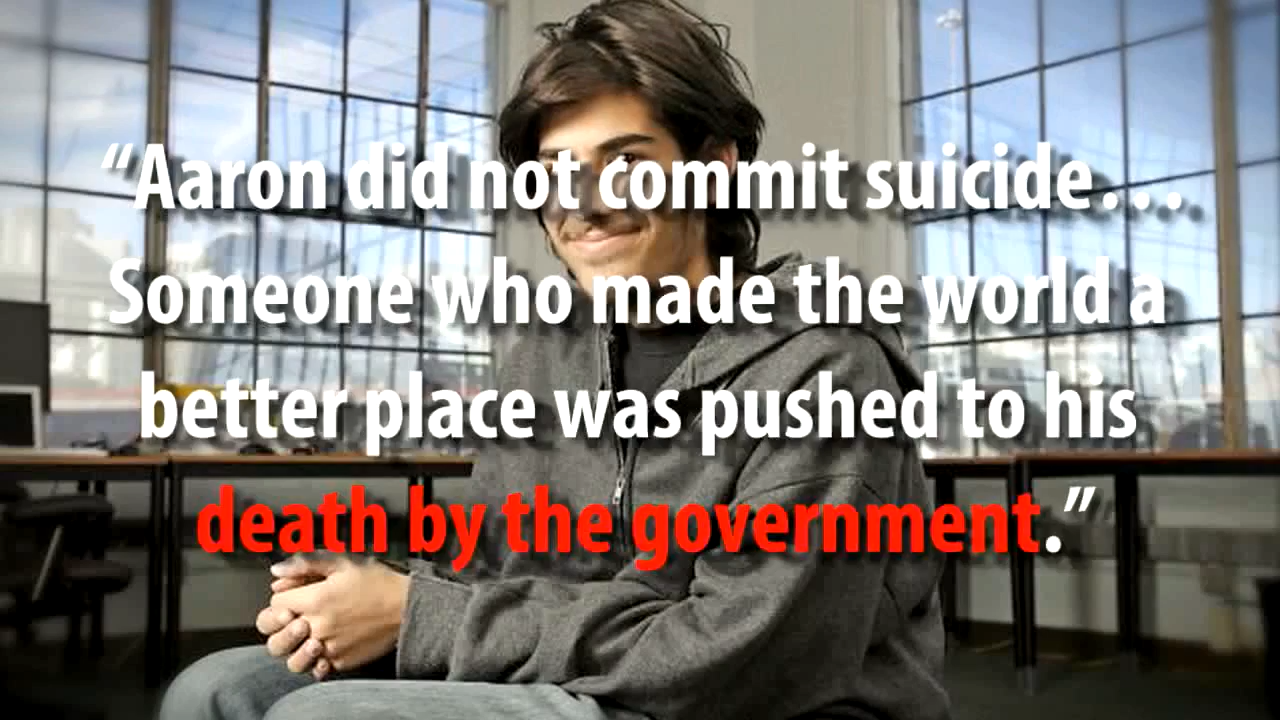 “Aaron did not commit suicide…
Someone who made the world a
better place was pushed to his
death by the government.”